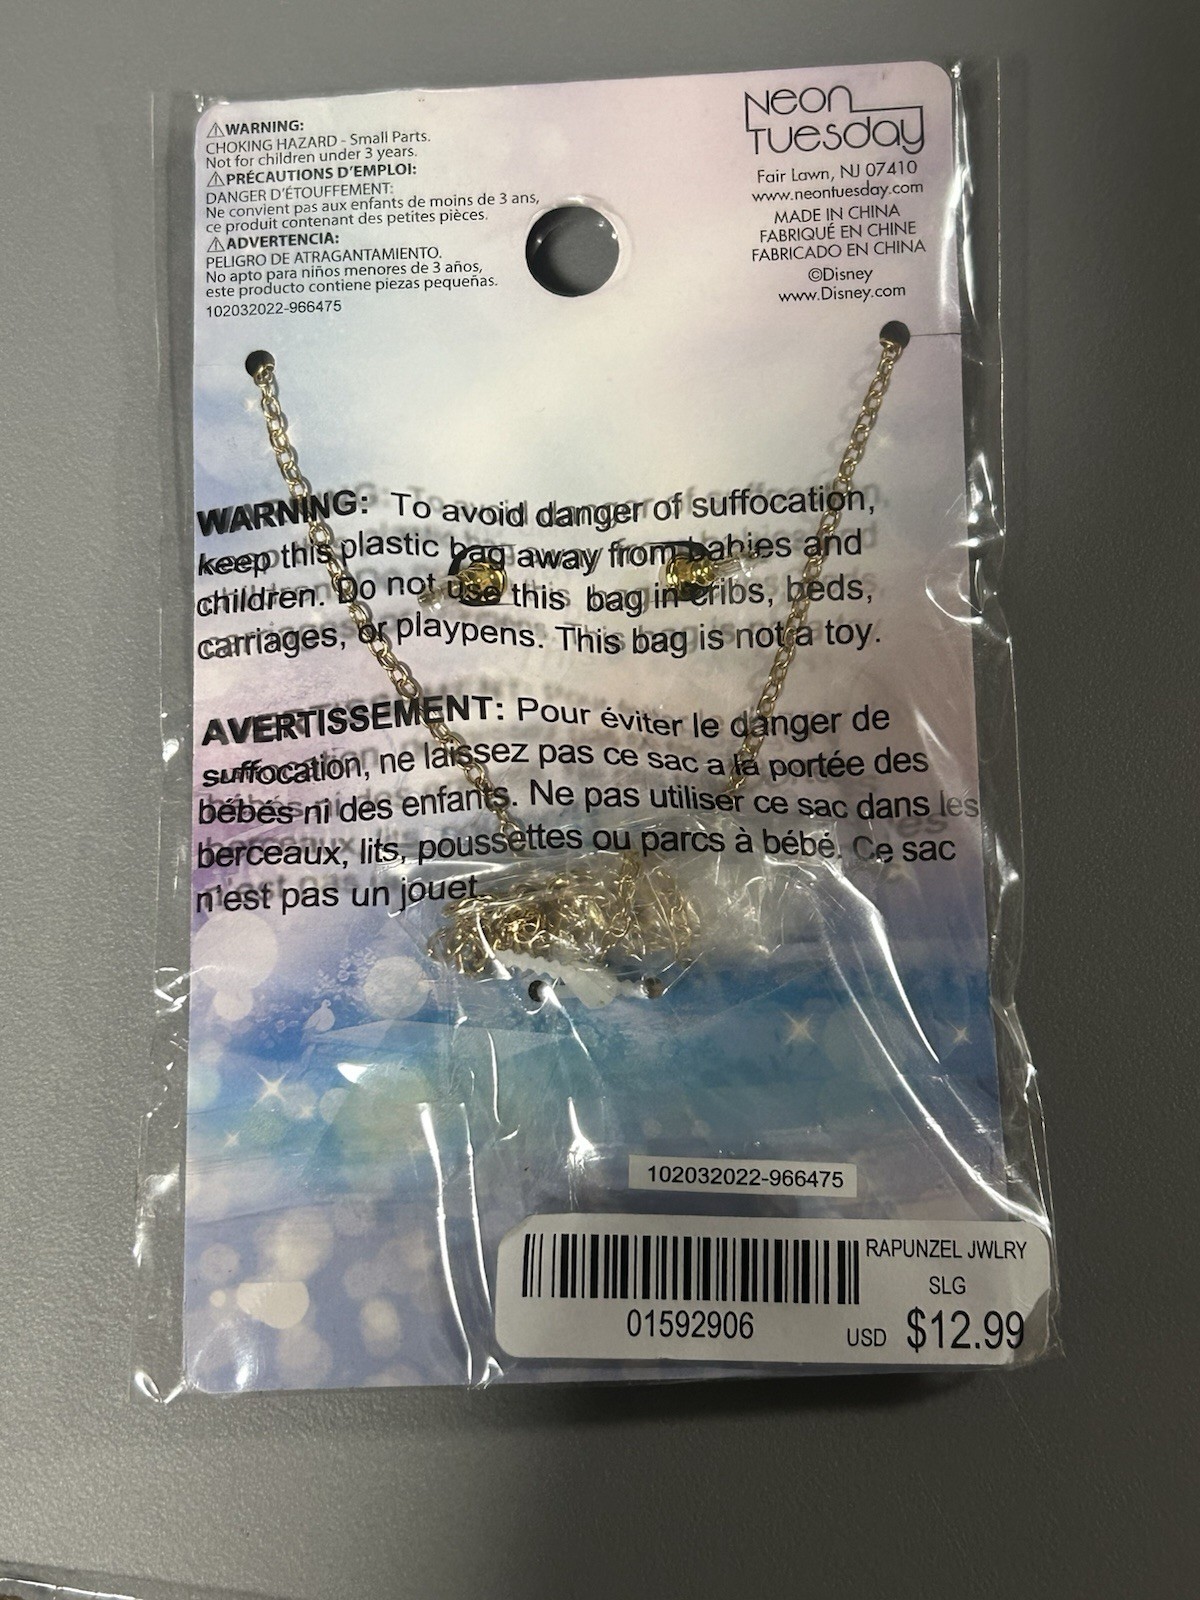 ⚠WARNING:
CHOKING HAZARD - Small Parts.
Not for children under 3 years.
⚠PRÉCAUTIONS D'EMPLOI:
DANGER D'ÉTOUFFEMENT:
Ne convient pas aux enfants de moins de 3 ans,
ce produit contenant des petites pièces.
⚠ADVERTENCIA:
PELIGRO DE ATRAGANTAMIENTO.
No apto para niños menores de 3 años,
este producto contiene piezas pequeñas.
102032022-966475
Neon
Tuesday
Fair Lawn, NJ 07410
www.neontuesday.com
MADE IN CHINA
FABRIQUÉ EN CHINE
FABRICADO EN CHINA
©Disney
www.Disney.com
WARNING: To avoid danger of suffocation,
keep this plastic bag away from babies and
children. Do not use this bag in cribs, beds,
carriages, or playpens. This bag is not a toy.
AVERTISSEMENT: Pour éviter le danger de
suffocation, ne laissez pas ce sac a la portée des
bébés ni des enfants. Ne pas utiliser ce sac dans les
berceaux, lits, poussettes ou parcs à bébé. Ce sac
n'est pas un jouet.
102032022-966475
RAPUNZEL JWLRY
SLG
01592906
USD $12.99